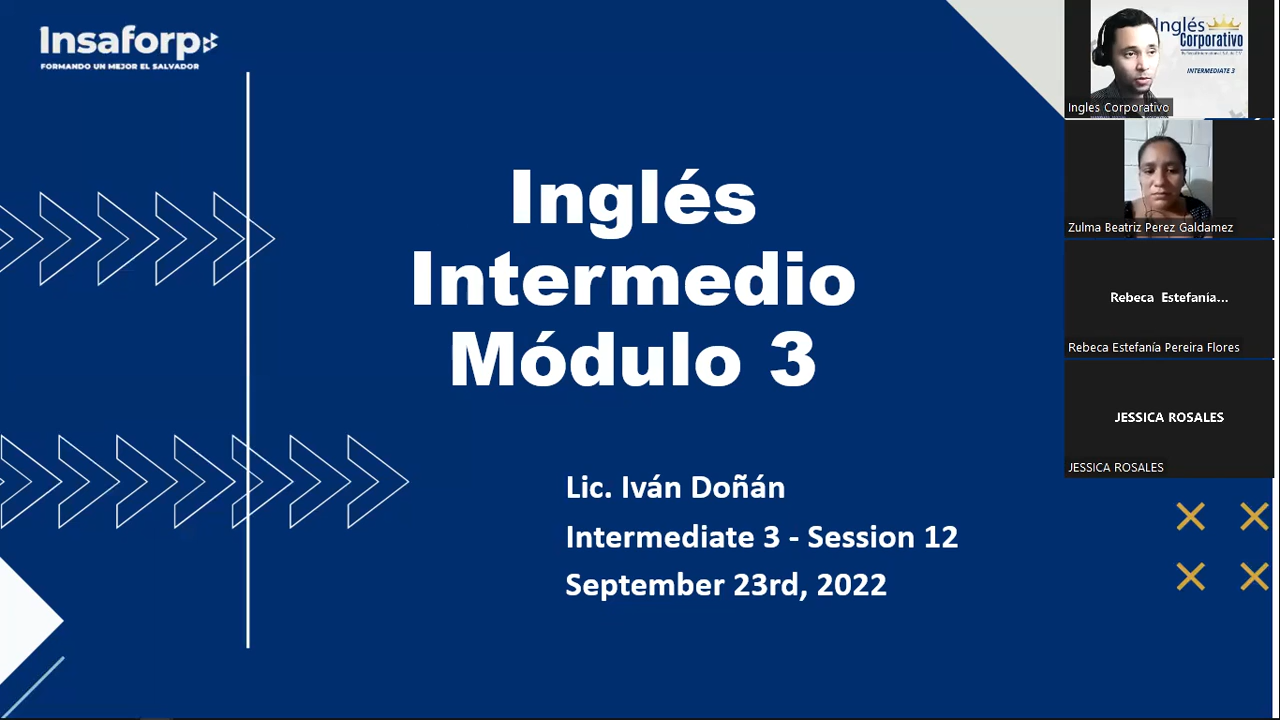 Insaforp
FORMANDO UN MEJOR EL SALVADOR
Inglés
Intermedio
Módulo 3
Lic. Iván Doñán
Intermediate 3 - Session 12
September 23rd, 2022
Inglés
Corporativo
INTERMEDIATE 3
Ingles Corporativo
Zulma Beatriz Perez Galdamez
Rebeca Estefanía...
Rebeca Estefanía Pereira Flores
JESSICA ROSALES
JESSICA ROSALES